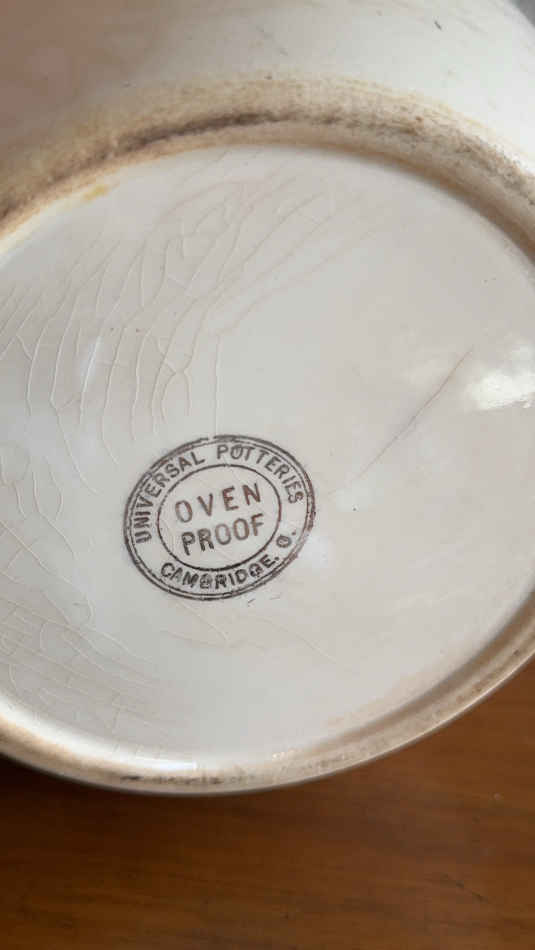 UNIVERSAL POTTERIES
OVEN
PROOF
CAMBRIDGE, O.